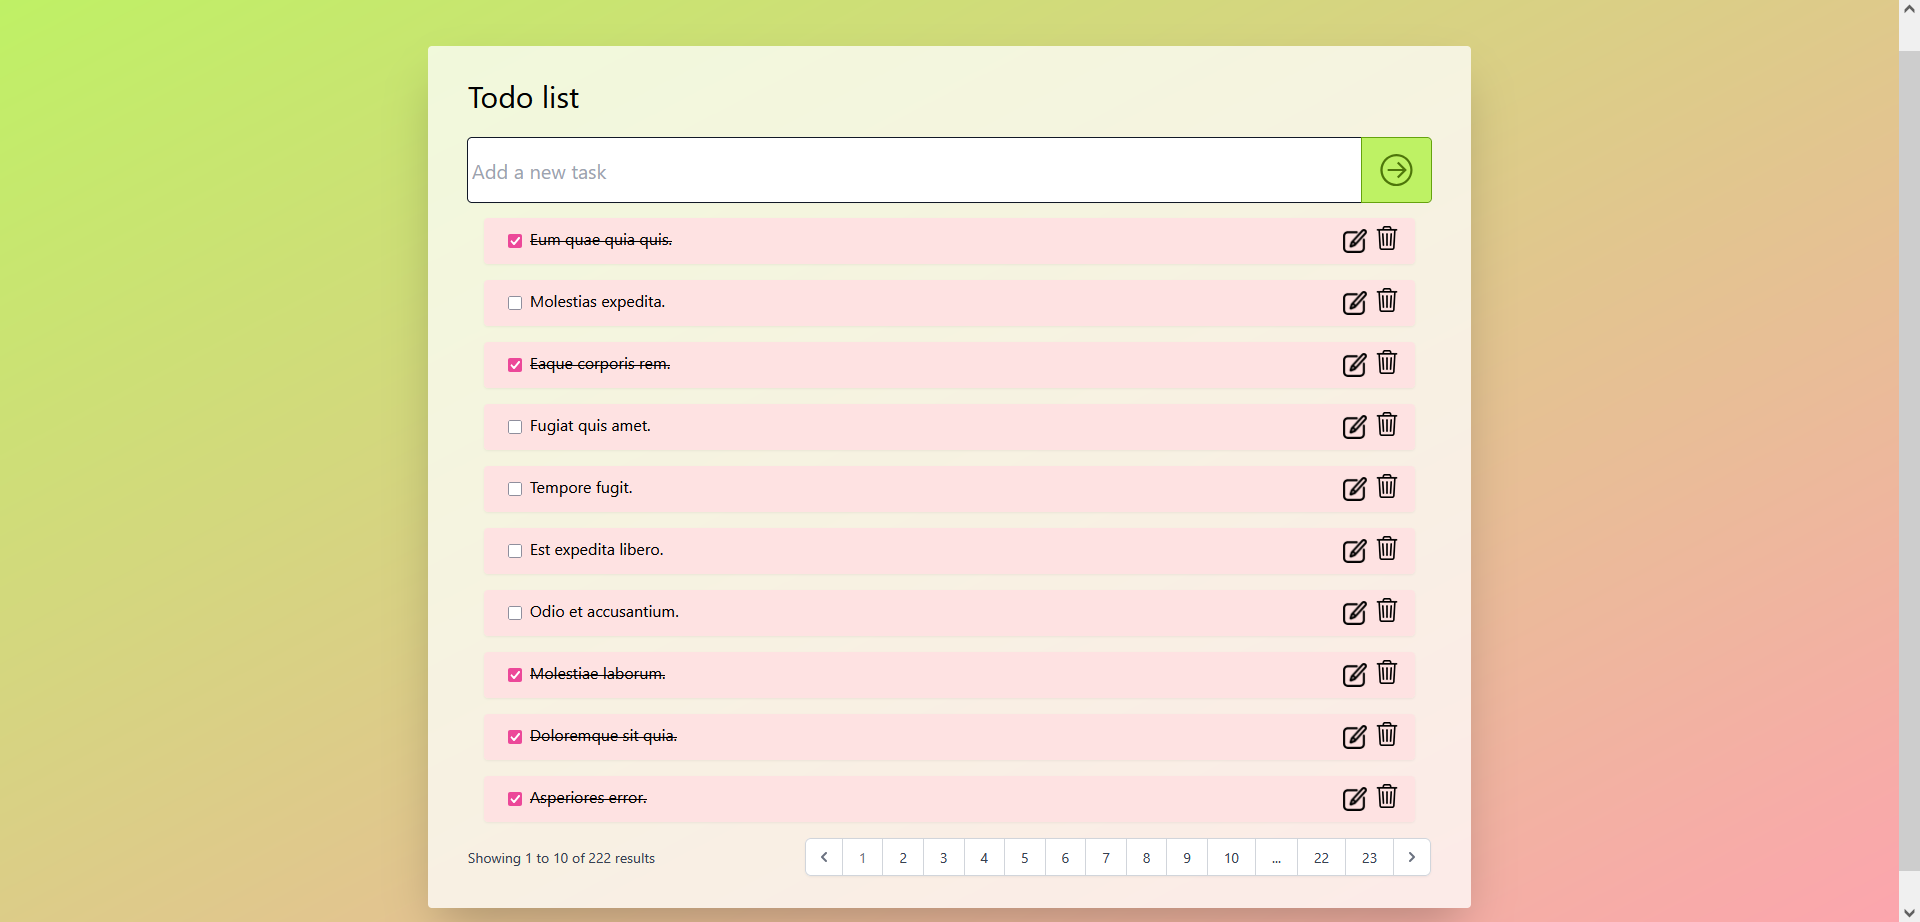 Todo list
Add a new task
Eum quae quia quis.
Molestias expedita.
Eaque corporis rem.
Fugiat quis amet.
Tempore fugit.
Est expedita libero.
Odio et accusantium.
Molestiae laborum.
Doloremque sit quia.
Asperiores error.
Showing 1 to 10 of 222 results 1 2 3 4 5 6 7 8 9 10 ... 22 23